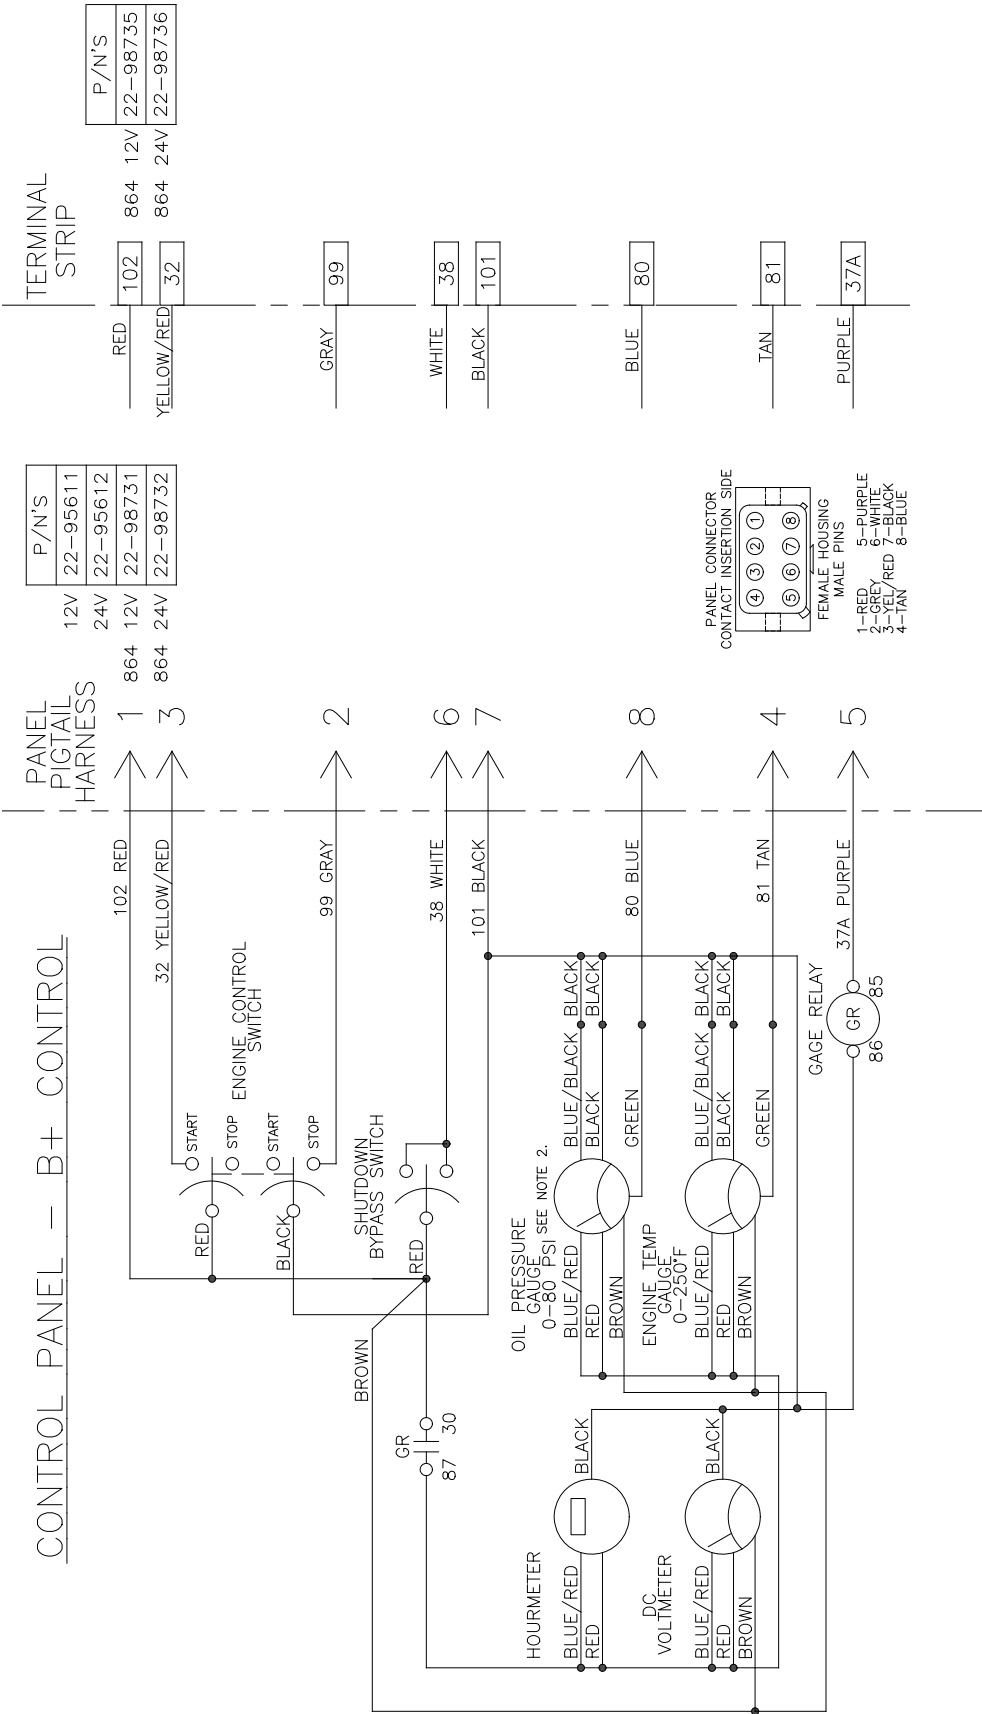 CONTROL PANEL - B+ CONTROL
PANEL
PIGTAIL
HARNESS
P/N'S
12V 22-95611
24V 22-95612
864 12V 22-98731
864 24V 22-98732
TERMINAL
STRIP
P/N'S
864 12V 22-98735
864 24V 22-98736
102 RED
1
RED
102
32 YELLOW/RED
3
YELLOW/RED
32
START
RED
STOP
ENGINE CONTROL
SWITCH
START
BLACK
STOP
99 GRAY
2
GRAY
99
SHUTDOWN
BYPASS SWITCH
RED
38 WHITE
6
WHITE
38
101 BLACK
7
BLACK
101
BROWN
GR
87
30
OIL PRESSURE
GAUGE
0-80 PSI SEE NOTE 2.
BLUE/RED
RED
BROWN
BLUE/BLACK
BLACK
BLACK
BLACK
GREEN
80 BLUE
8
BLUE
80
ENGINE TEMP
GAUGE
0-250°F
BLUE/RED
RED
BROWN
BLUE/BLACK
BLACK
BLACK
BLACK
GREEN
81 TAN
4
TAN
81
HOURMETER
BLUE/RED
RED
BLACK
DC
VOLTMETER
BLUE/RED
RED
BROWN
BLACK
GAGE RELAY
86
GR
85
37A PURPLE
5
PURPLE
37A
PANEL CONNECTOR
CONTACT INSERTION SIDE
4 3 2 1
5 6 7 8
FEMALE HOUSING
MALE PINS
1-RED 5-PURPLE
2-GREY 6-WHITE
3-YEL/RED 7-BLACK
4-TAN 8-BLUE